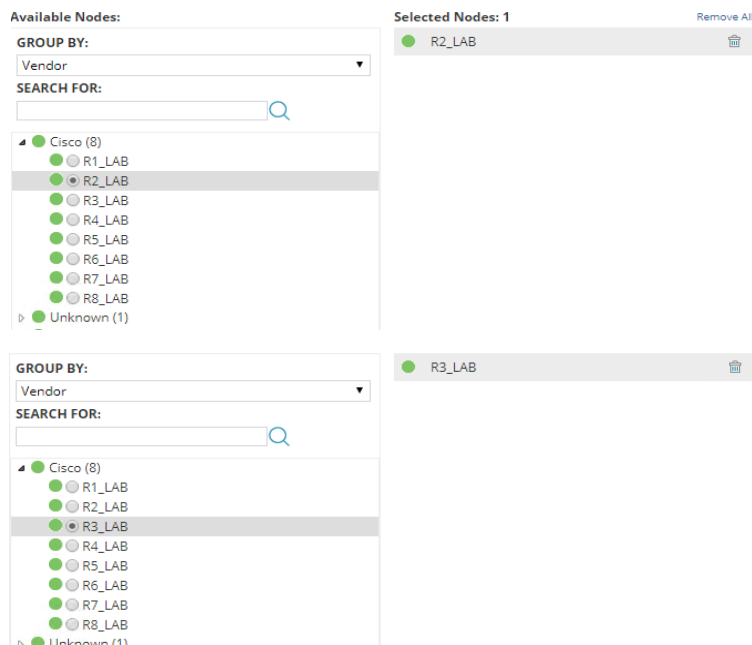 Available Nodes:
Selected Nodes: 1
Remove All
GROUP BY:
Vendor
SEARCH FOR:
Cisco (8)
R1_LAB
R2_LAB
R3_LAB
R4_LAB
R5_LAB
R6_LAB
R7_LAB
R8_LAB
Unknown (1)
R2_LAB
GROUP BY:
Vendor
SEARCH FOR:
Cisco (8)
R1_LAB
R2_LAB
R3_LAB
R4_LAB
R5_LAB
R6_LAB
R7_LAB
R8_LAB
Unknown (1)
R3_LAB